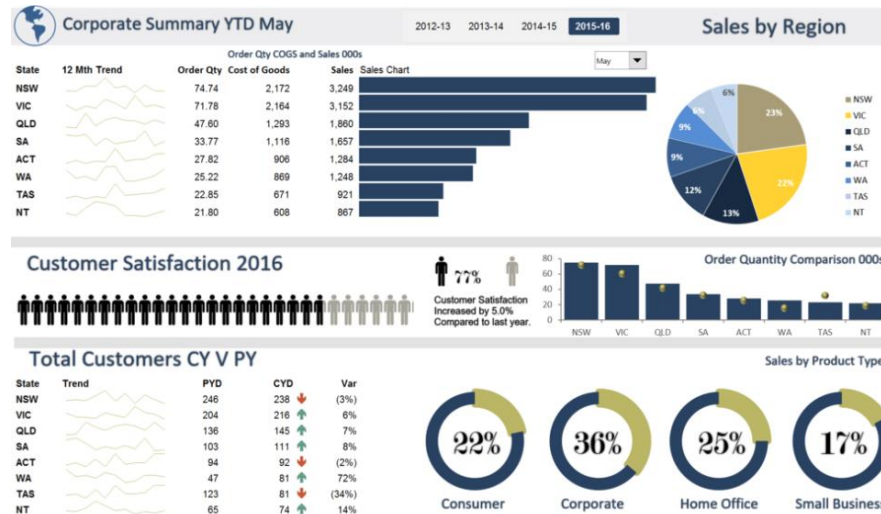 Corporate Summary YTD May
2012-13 2013-14 2014-15 2015-16
Sales by Region
Order Qty COGS and Sales 000s
May
State 12 Mth Trend Order Qty Cost of Goods Sales Sales Chart
NSW 74.74 2,172 3,249
VIC 71.78 2,164 3,152
QLD 47.60 1,293 1,860
SA 33.77 1,116 1,657
ACT 27.82 906 1,284
WA 25.22 869 1,248
TAS 22.85 671 921
NT 21.80 608 867
23%
22%
13%
12%
9%
9%
6%
6%
NSW
VIC
QLD
SA
ACT
WA
TAS
NT
Customer Satisfaction 2016
77%
Customer Satisfaction
Increased by 5.0%
Compared to last year.
Order Quantity Comparison 000s
80
60
40
20
0
NSW VIC QLD SA ACT WA TAS NT
Total Customers CY V PY
State Trend PYD CYD Var
NSW 246 238 (3%)
VIC 204 216 6%
QLD 136 145 7%
SA 103 111 8%
ACT 94 92 (2%)
WA 47 81 72%
TAS 123 81 (34%)
NT 65 74 14%
Sales by Product Type
22% 36% 25% 17%
Consumer Corporate Home Office Small Business